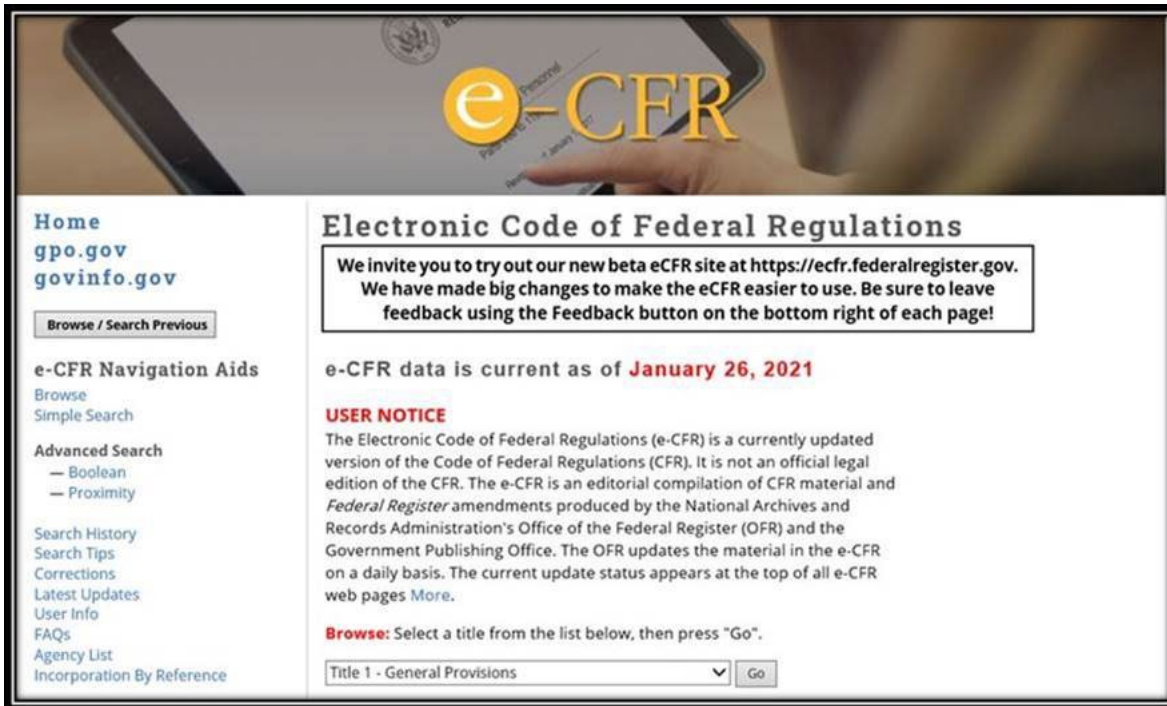 Personnel
e-CFR
Home
gpo.gov
govinfo.gov
Browse / Search Previous
e-CFR Navigation Aids
Browse
Simple Search
Advanced Search
— Boolean
— Proximity
Search History
Search Tips
Corrections
Latest Updates
User Info
FAQs
Agency List
Incorporation By Reference
Electronic Code of Federal Regulations
We invite you to try out our new beta eCFR site at https://ecfr.federalregister.gov.
We have made big changes to make the eCFR easier to use. Be sure to leave
feedback using the Feedback button on the bottom right of each page!
e-CFR data is current as of January 26, 2021
USER NOTICE
The Electronic Code of Federal Regulations (e-CFR) is a currently updated
version of the Code of Federal Regulations (CFR). It is not an official legal
edition of the CFR. The e-CFR is an editorial compilation of CFR material and
Federal Register amendments produced by the National Archives and
Records Administration's Office of the Federal Register (OFR) and the
Government Publishing Office. The OFR updates the material in the e-CFR
on a daily basis. The current update status appears at the top of all e-CFR
web pages More.
Browse: Select a title from the list below, then press "Go".
Title 1 - General Provisions
Go